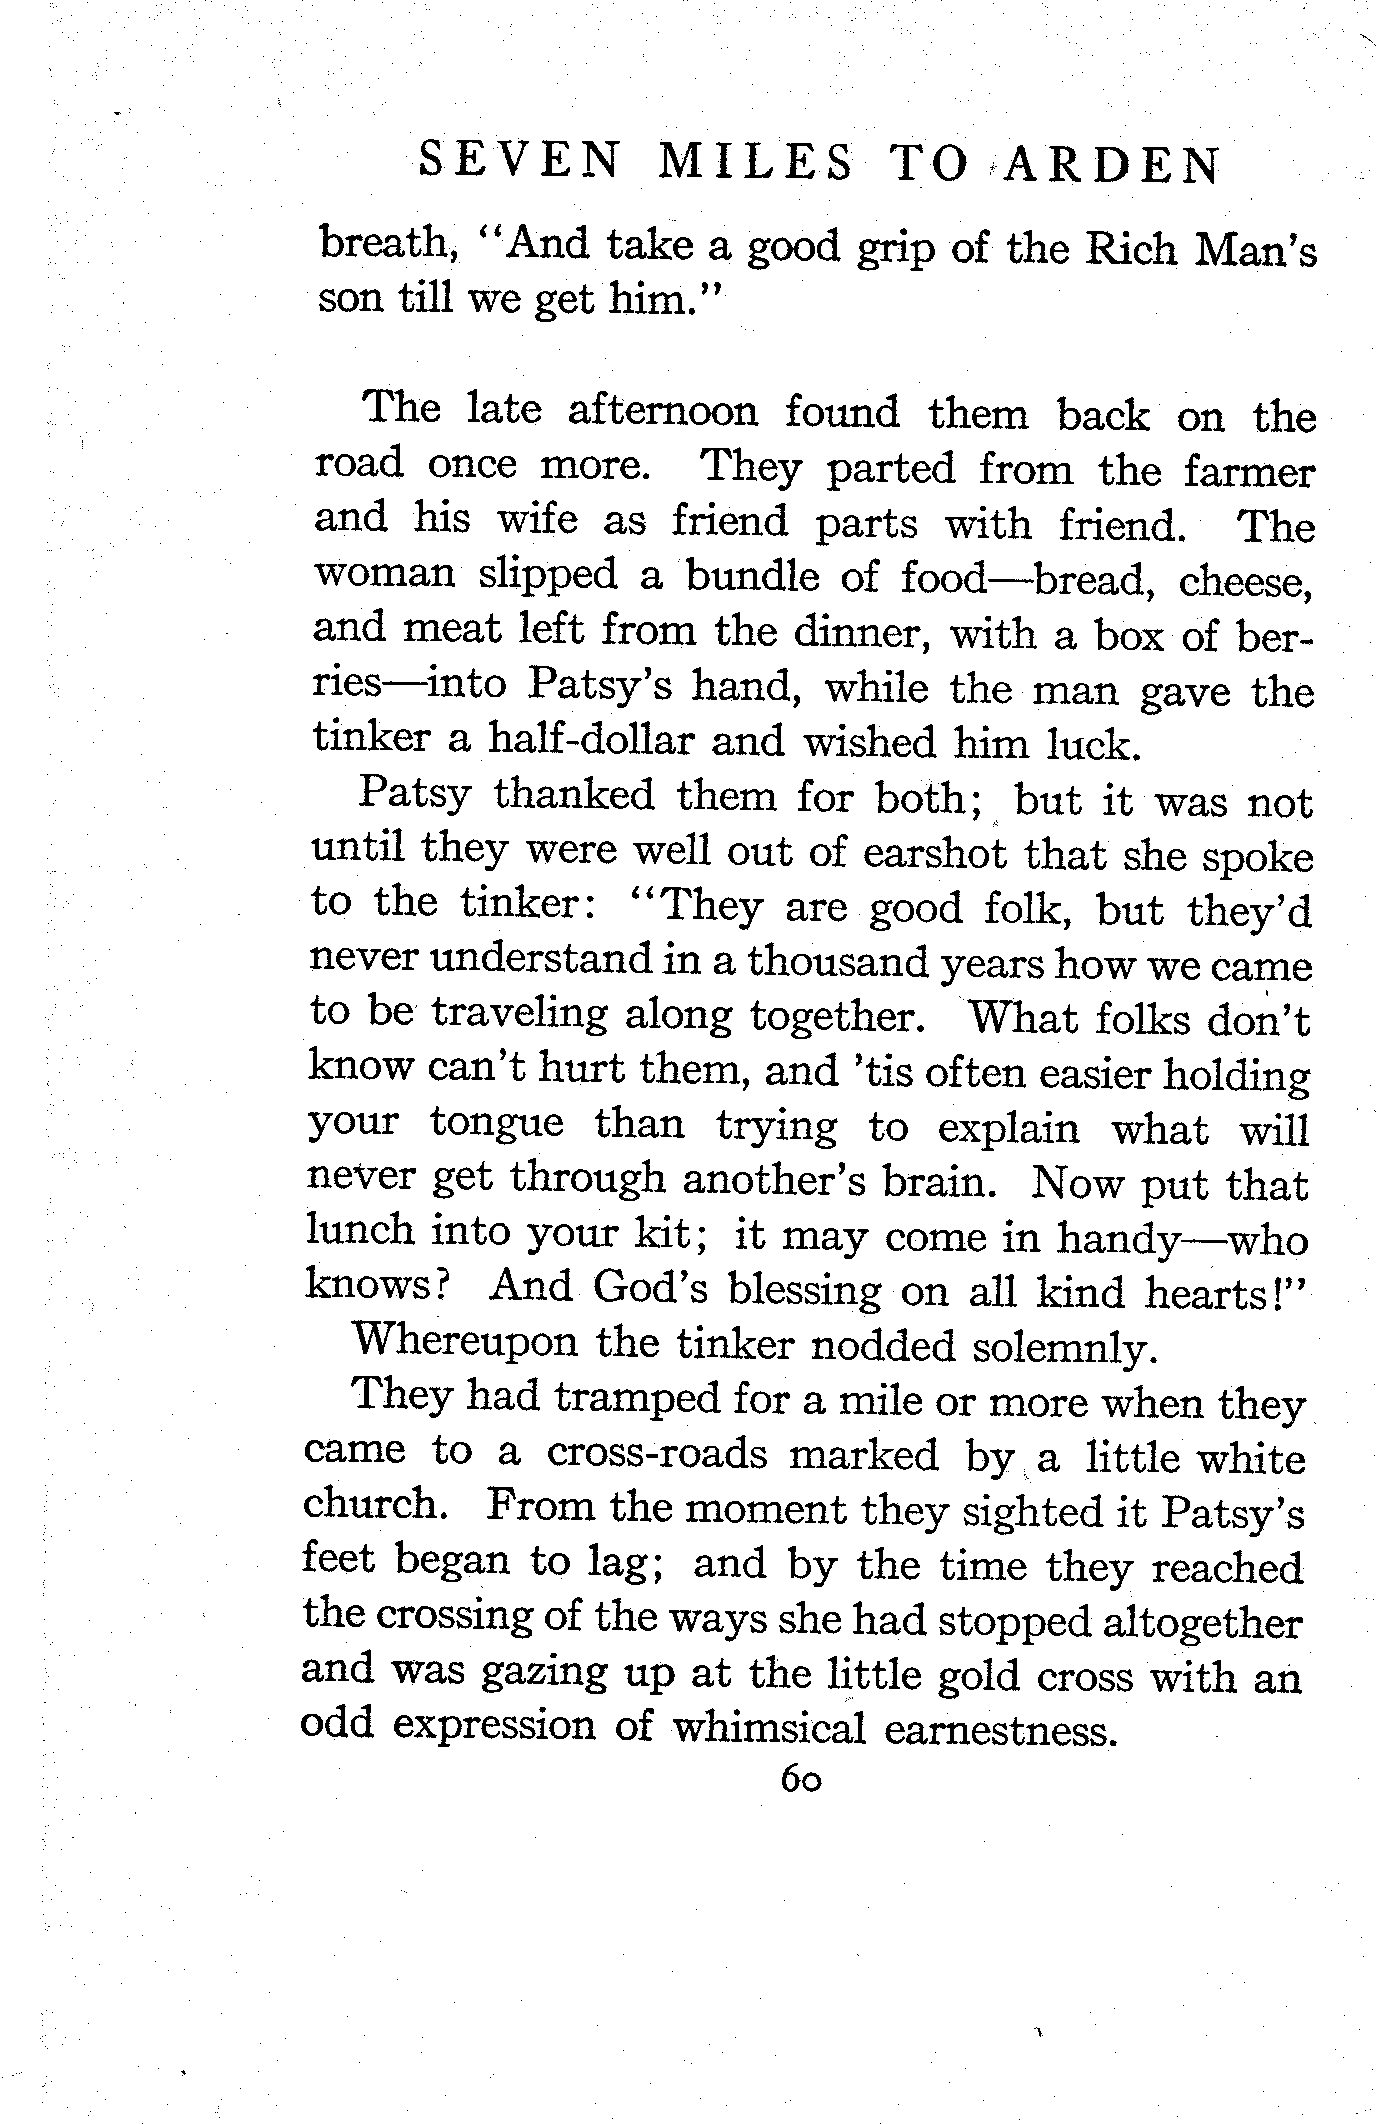 SEVEN MILES TO ARDEN
breath, "And take a good grip of the Rich Man's
son till we get him."
The late afternoon found them back on the
road once more. They parted from the farmer
and his wife as friend parts with friend. The
woman slipped a bundle of food—bread, cheese,
and meat left from the dinner, with a box of ber-
ries—into Patsy's hand, while the man gave the
tinker a half-dollar and wished him luck.
Patsy thanked them for both; but it was not
until they were well out of earshot that she spoke
to the tinker: "They are good folk, but they'd
never understand in a thousand years how we came
to be traveling along together. What folks don't
know can't hurt them, and 'tis often easier holding
your tongue than trying to explain what will
never get through another's brain. Now put that
lunch into your kit; it may come in handy—who
knows? And God's blessing on all kind hearts!"
Whereupon the tinker nodded solemnly.
They had tramped for a mile or more when they
came to a cross-roads marked by a little white
church. From the moment they sighted it Patsy's
feet began to lag; and by the time they reached
the crossing of the ways she had stopped altogether
and was gazing up at the little gold cross with an
odd expression of whimsical earnestness.
60